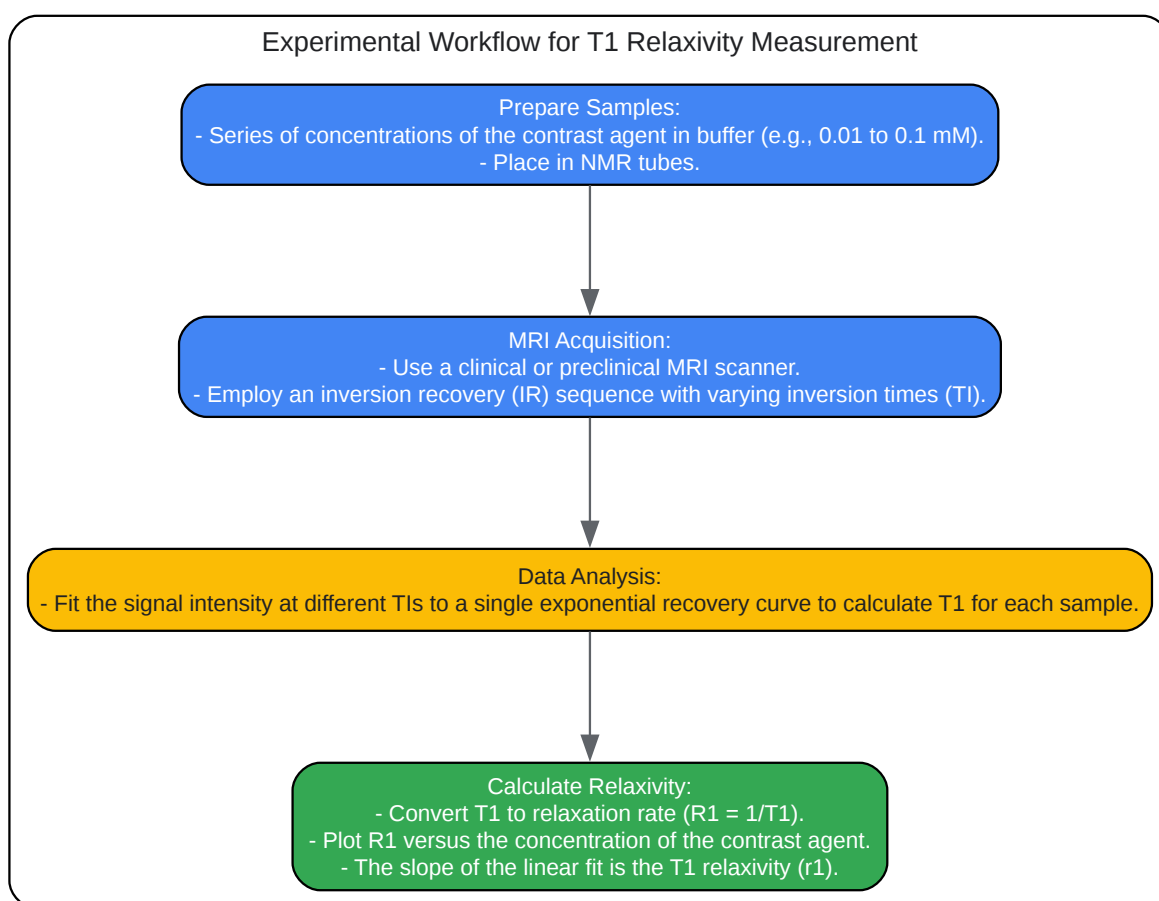 Experimental Workflow for T1 Relaxivity Measurement
Prepare Samples:
- Series of concentrations of the contrast agent in buffer (e.g., 0.01 to 0.1 mM).
- Place in NMR tubes.
MRI Acquisition:
- Use a clinical or preclinical MRI scanner.
- Employ an inversion recovery (IR) sequence with varying inversion times (TI).
Data Analysis:
- Fit the signal intensity at different TIs to a single exponential recovery curve to calculate T1 for each sample.
Calculate Relaxivity:
- Convert T1 to relaxation rate (R1 = 1/T1).
- Plot R1 versus the concentration of the contrast agent.
- The slope of the linear fit is the T1 relaxivity (r1).